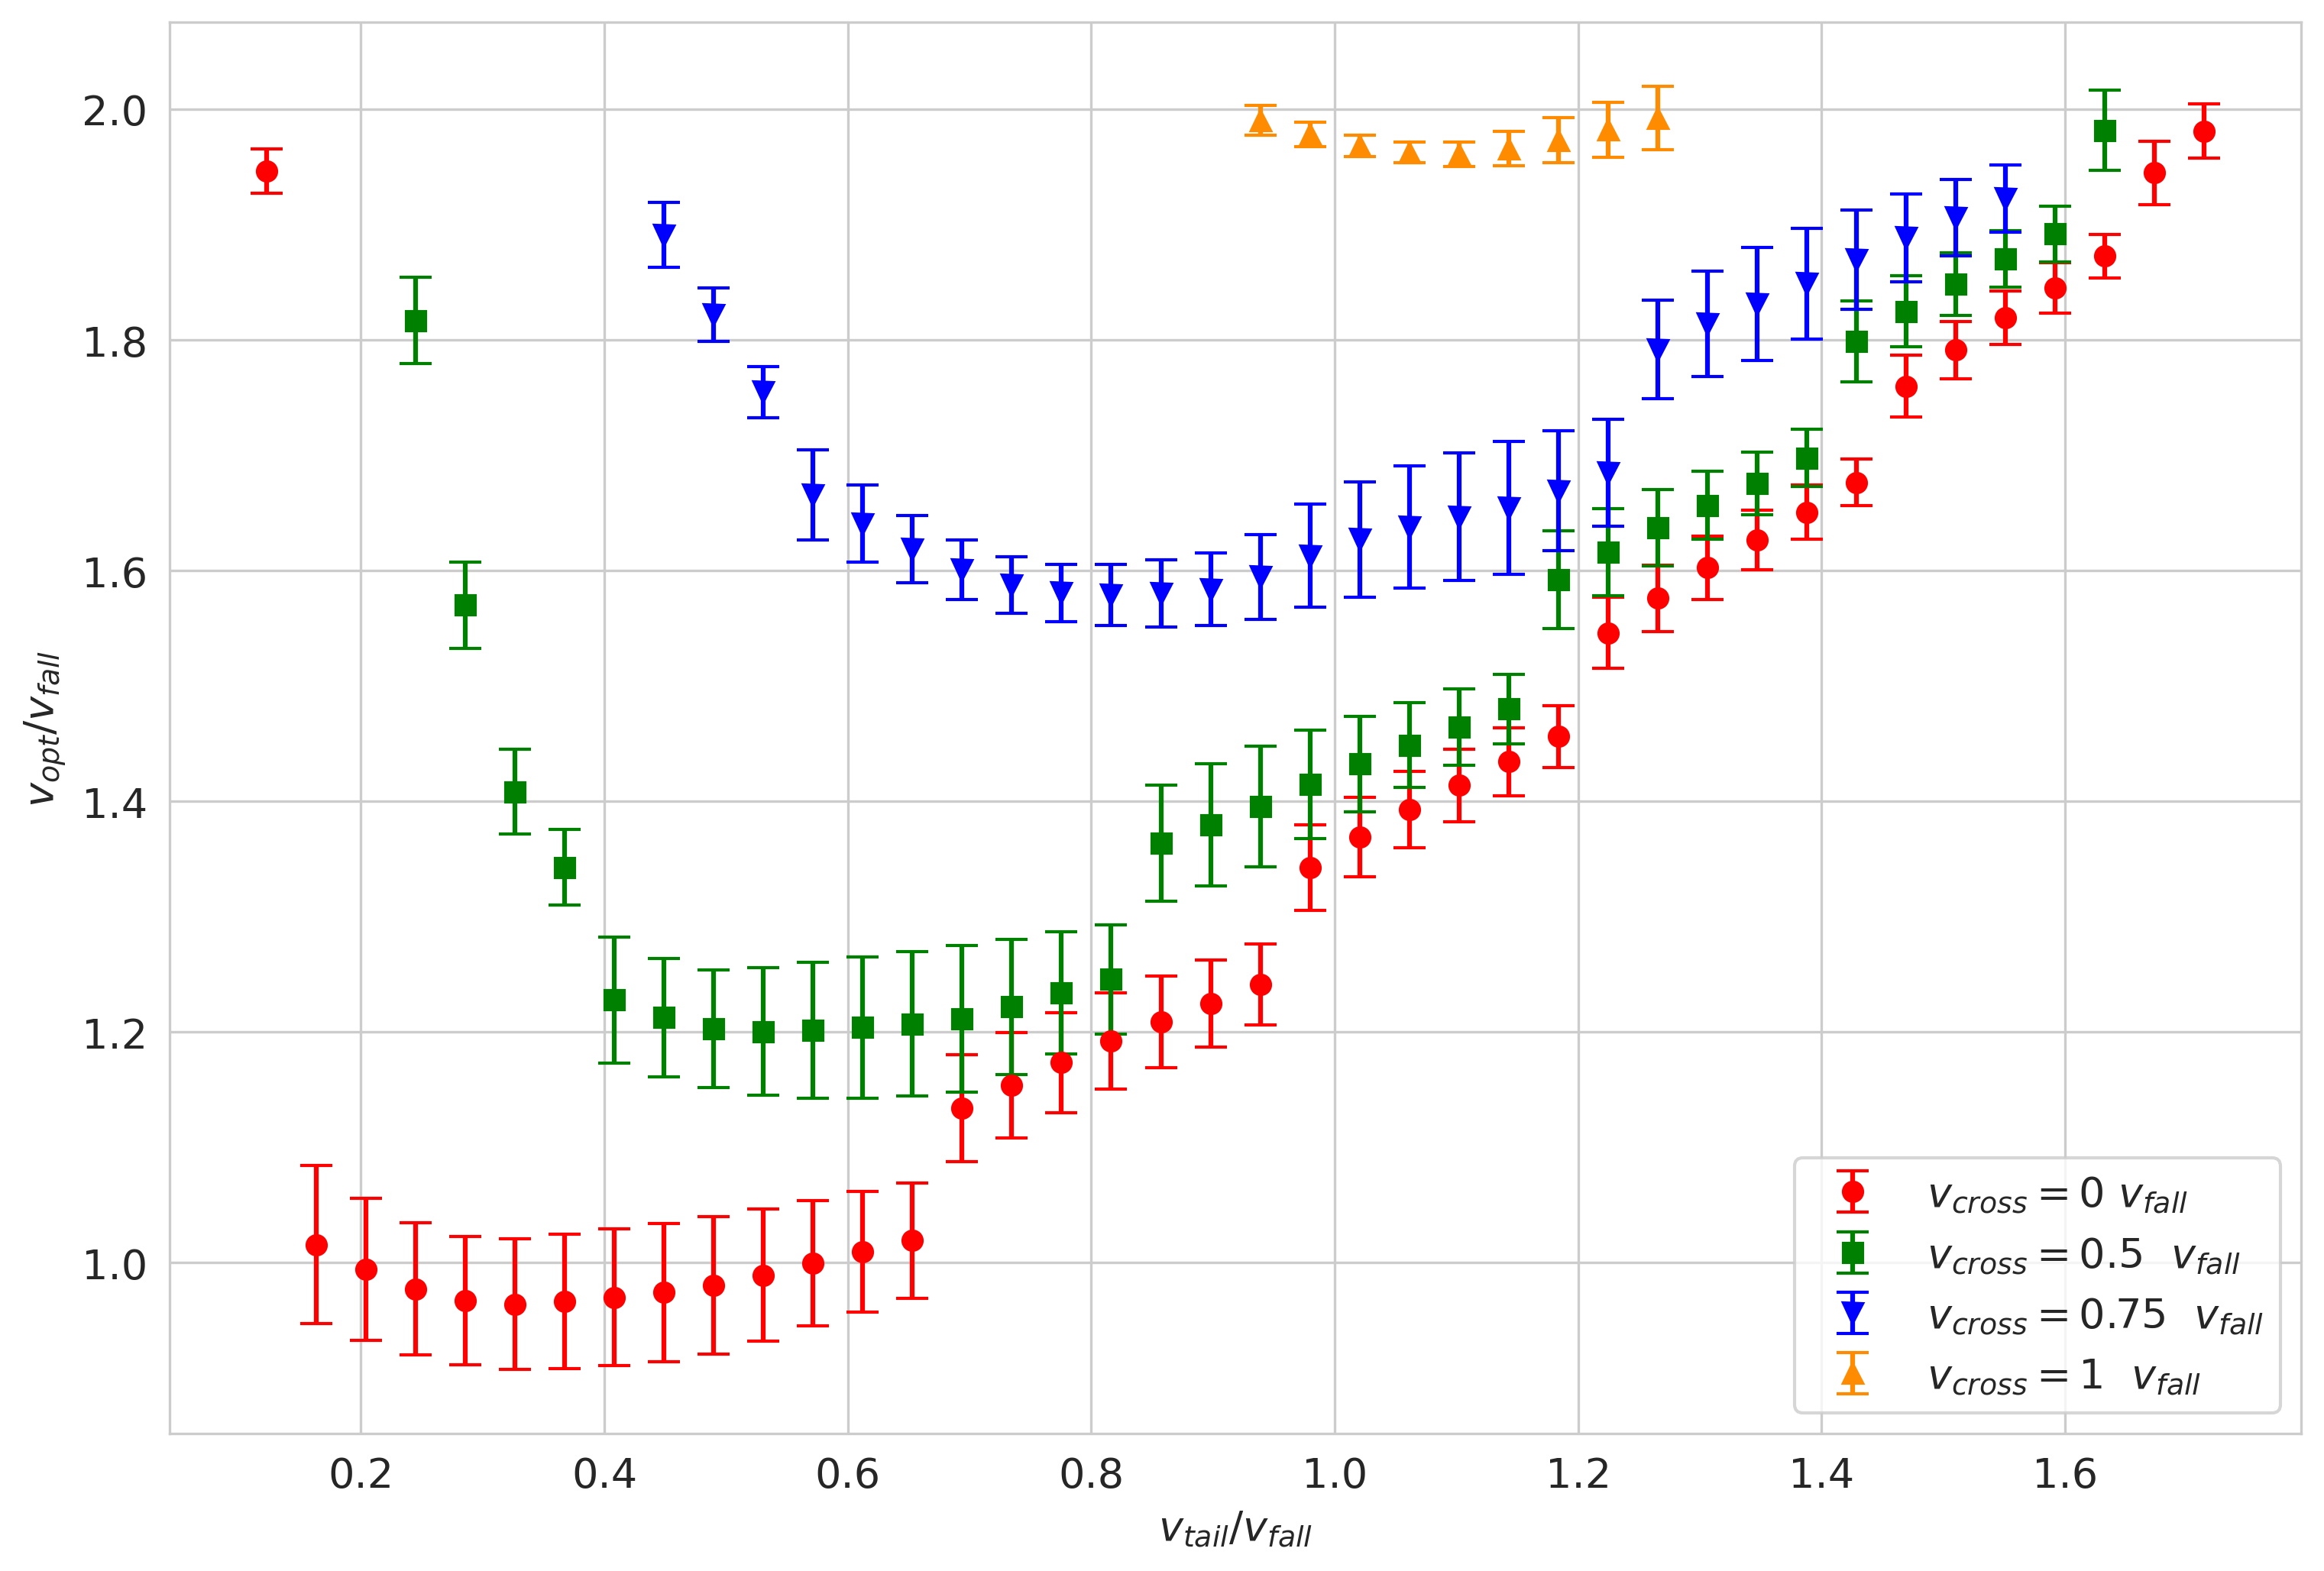 2.0
1.8
1.6
1.4
1.2
1.0
v_opt/v_fall
0.2 0.4 0.6 0.8 1.0 1.2 1.4 1.6
v_tail/v_fall
v_cross = 0 v_fall
v_cross = 0.5 v_fall
v_cross = 0.75 v_fall
v_cross = 1 v_fall